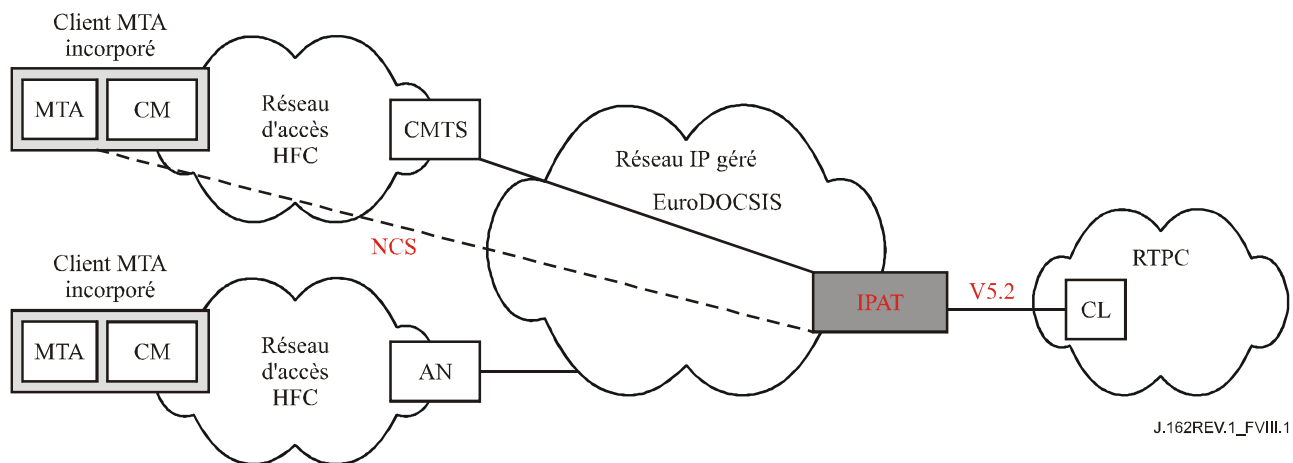 Client MTA
incorporé
MTA
CM
Réseau
d'accès
HFC
CMTS
Réseau IP géré
EuroDOCSIS
NCS
Client MTA
incorporé
MTA
CM
Réseau
d'accès
HFC
AN
IPAT
V5.2
RTPC
CL
J.162REV.1_FVIII.1